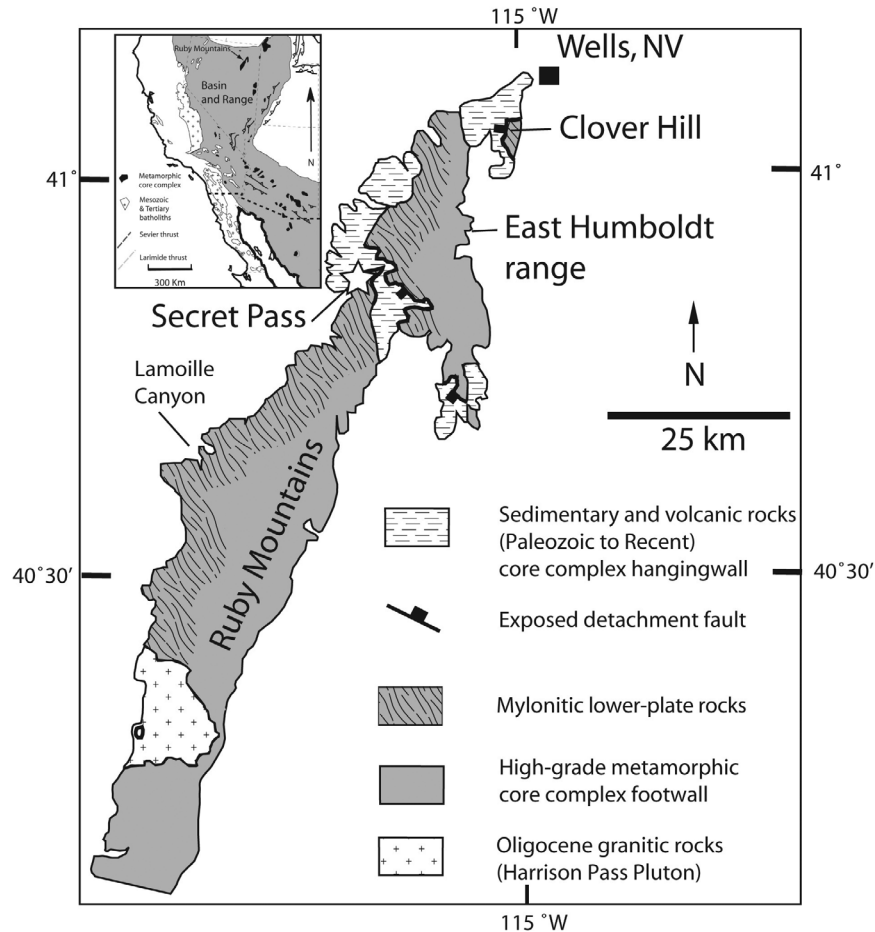 115 ˚W
Wells, NV
Ruby Mountains
Basin
and Range
N
Metamorphic
core complex
Mesozoic
& Tertiary
batholiths
Sevier thrust
Larimide thrust
300 Km
Clover Hill
41˚
41˚
East Humboldt
range
Secret Pass
N
25 km
Lamoille
Canyon
Ruby Mountains
Sedimentary and volcanic rocks
(Paleozoic to Recent)
core complex hangingwall
40˚30′
40˚30′
Exposed detachment fault
Mylonitic lower-plate rocks
High-grade metamorphic
core complex footwall
Oligocene granitic rocks
(Harrison Pass Pluton)
115 ˚W